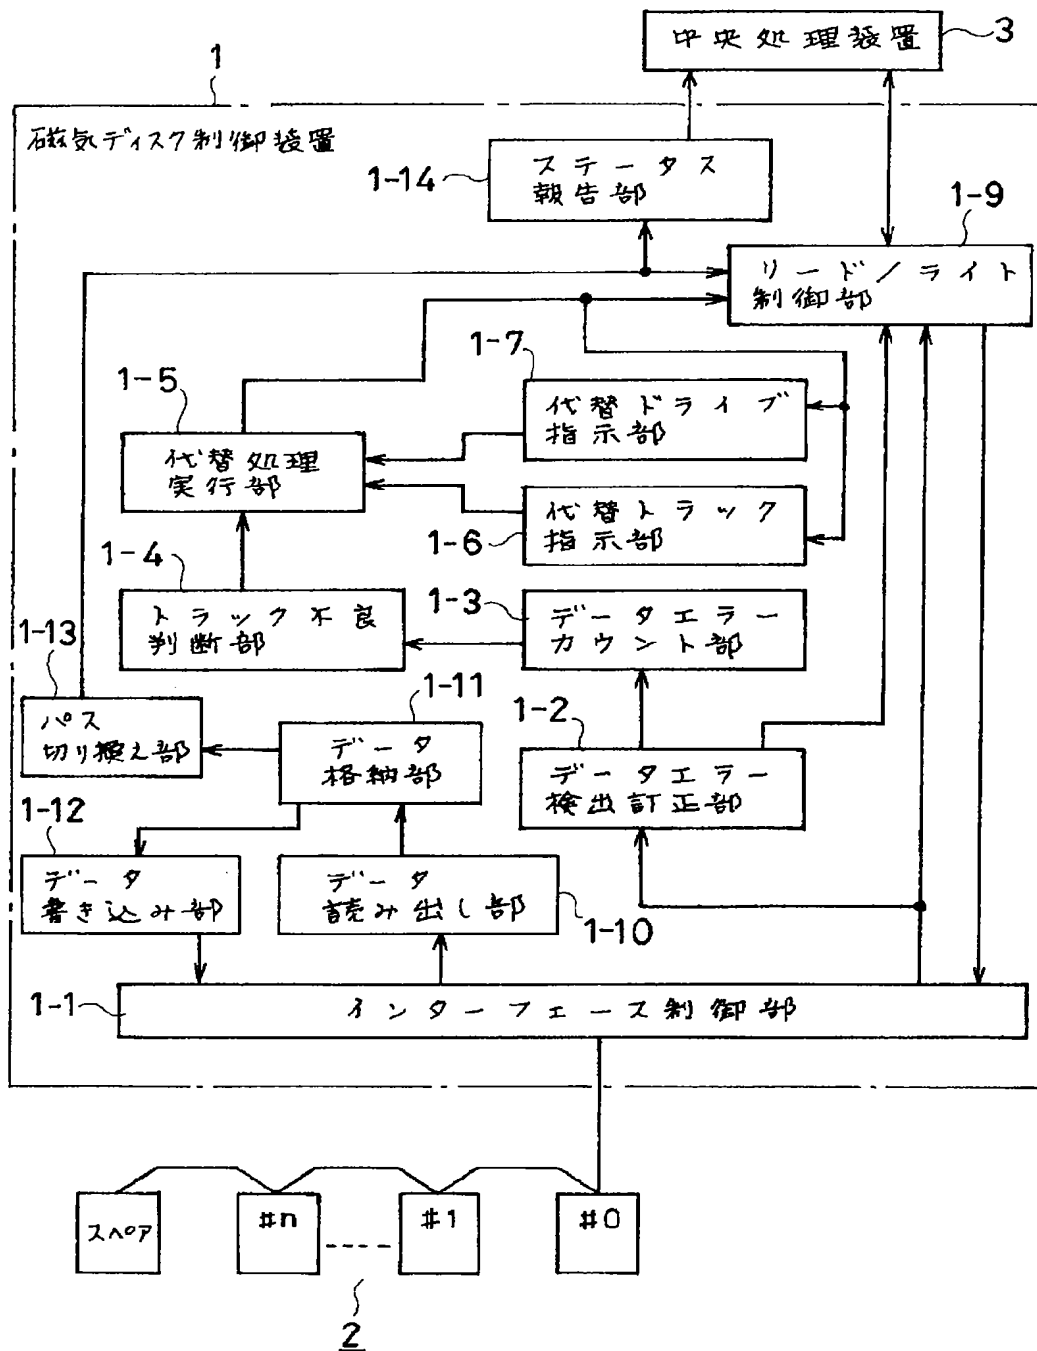 中央処理装置
3
1
磁気ディスク制御装置
1-14
ステータス
報告部
1-9
リード/ライト
制御部
1-7
代替ドライブ
指示部
1-5
代替処理
実行部
代替トラック
指示部
1-6
1-4
トラック不良
判断部
1-3
データエラー
カウント部
1-13
パス
切り換え部
1-11
データ
格納部
1-2
データエラー
検出訂正部
1-12
データ
書き込み部
データ
読み出し部
1-10
1-1
インターフェース制御部
スペア
#n
#1
#0
2